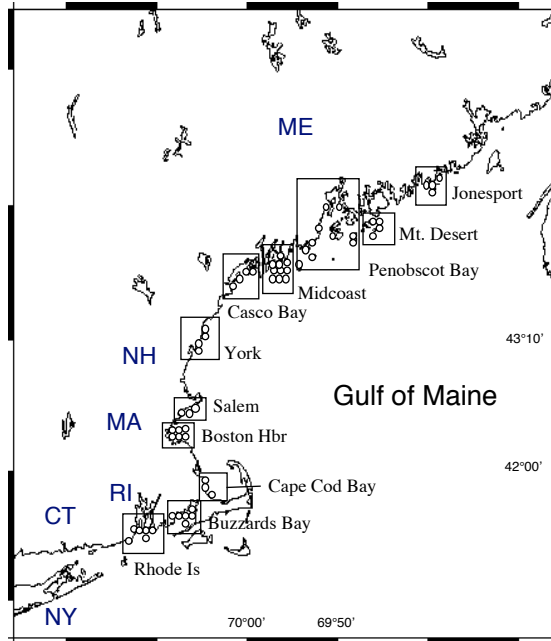 ME
Jonesport
Mt. Desert
Penobscot Bay
Midcoast
Casco Bay
43°10'
NH
York
Gulf of Maine
Salem
MA
Boston Hbr
42°00'
RI
Cape Cod Bay
CT
Buzzards Bay
Rhode Is
NY
70°00'
69°50'